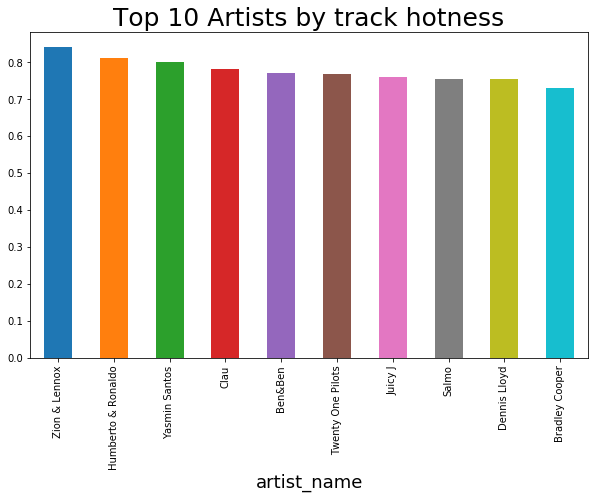 Top 10 Artists by track hotness
0.8
0.7
0.6
0.5
0.4
0.3
0.2
0.1
0.0
Zion & Lennox
Humberto & Ronaldo
Yasmin Santos
Clau
Ben&Ben
Twenty One Pilots
Juicy J
Salmo
Dennis Lloyd
Bradley Cooper
artist_name